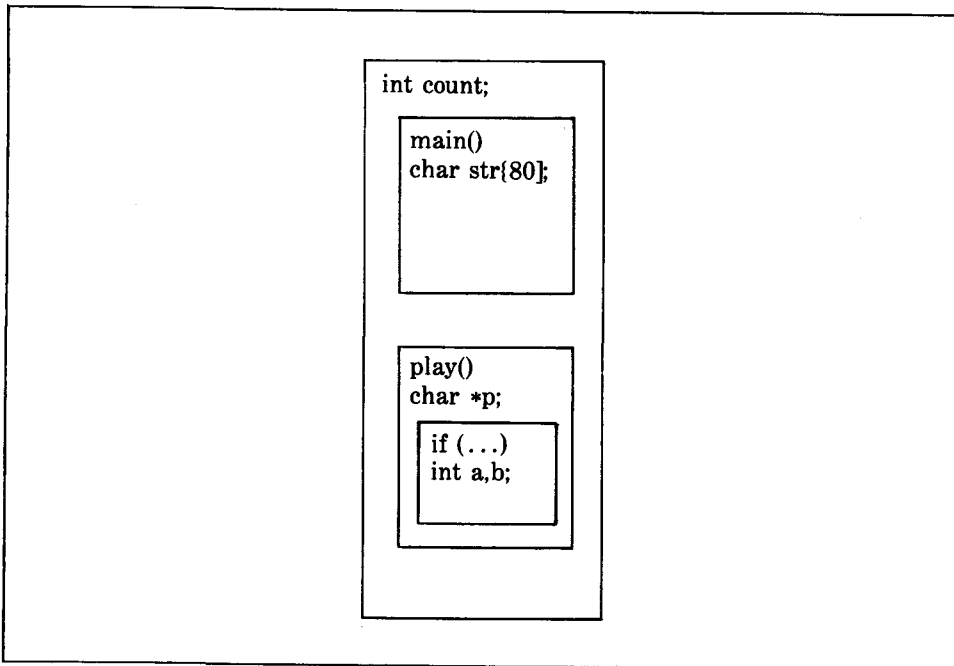 int count;
main()
char str{80];
play()
char *p;
if (...)
int a,b;